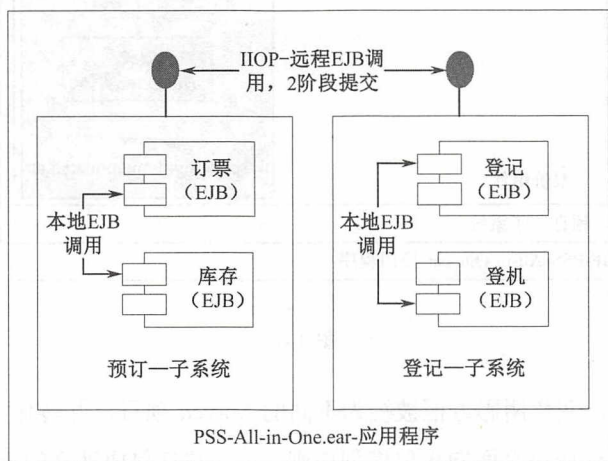 IIOP-远程EJB调
用，2阶段提交
订票
（EJB）
本地EJB
调用
库存
（EJB）
预订—子系统
登记
（EJB）
本地EJB
调用
登机
（EJB）
登记—子系统
PSS-All-in-One.ear-应用程序